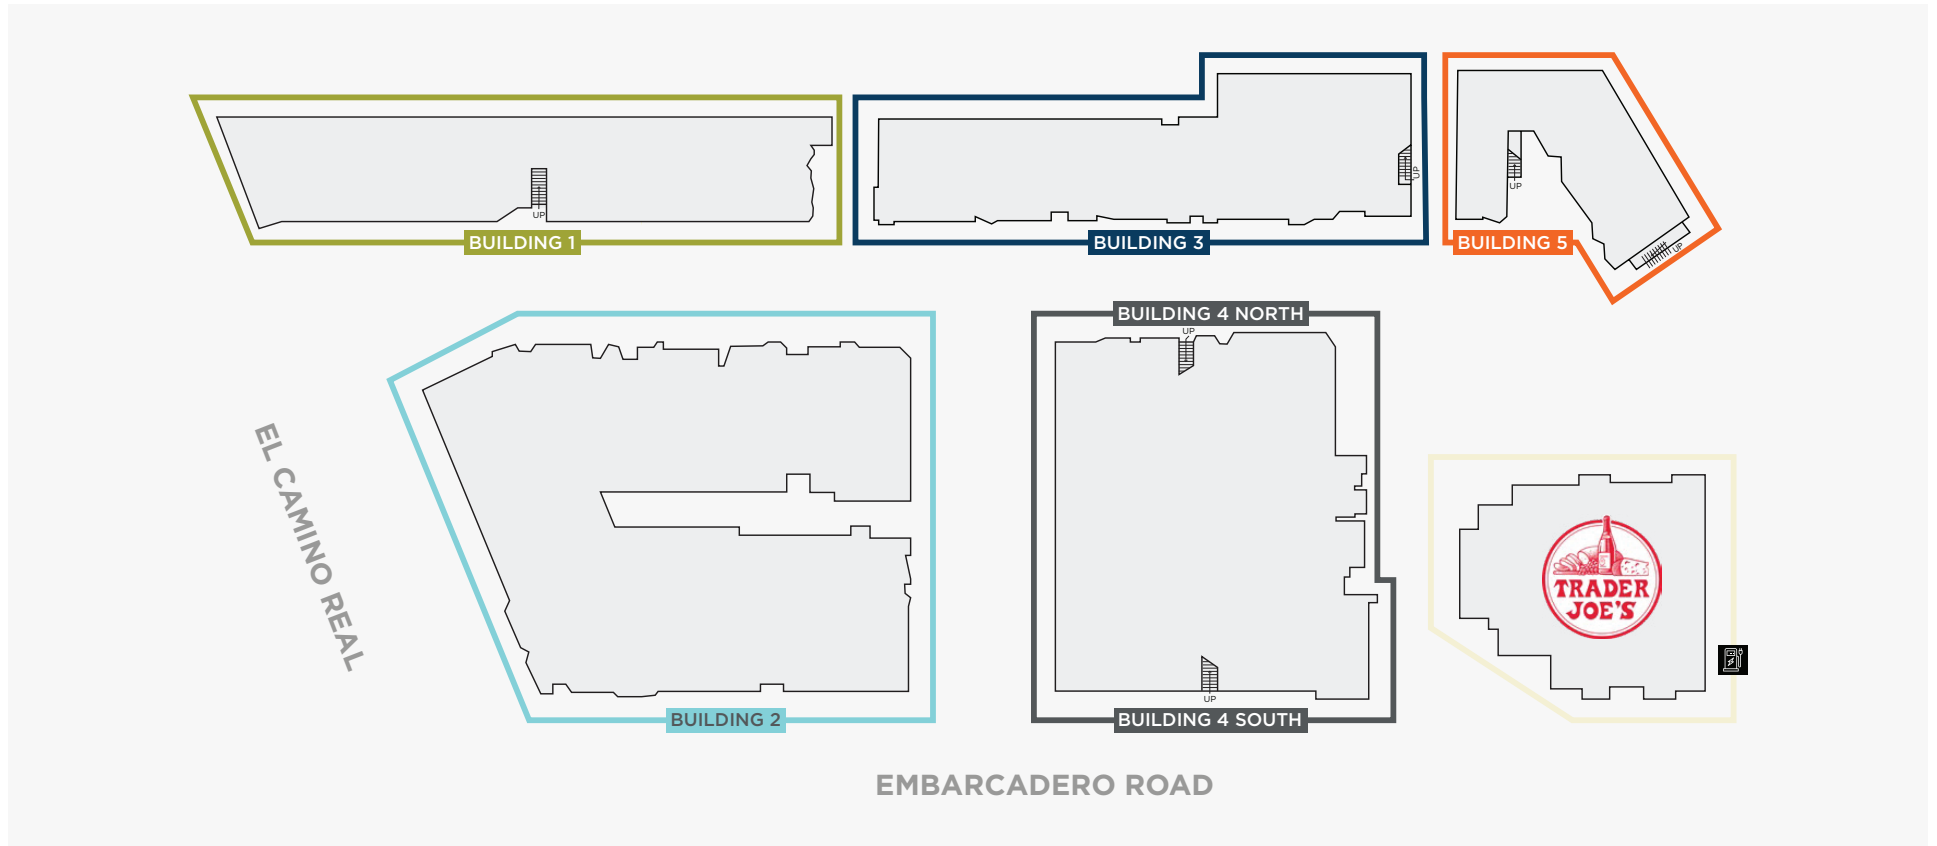 UP
BUILDING 1
UP
BUILDING 3
UP
UP
BUILDING 5
BUILDING 4 NORTH
UP
EL CAMINO REAL
TRADER
JOE'S
UP
BUILDING 2
BUILDING 4 SOUTH
EMBARCADERO ROAD